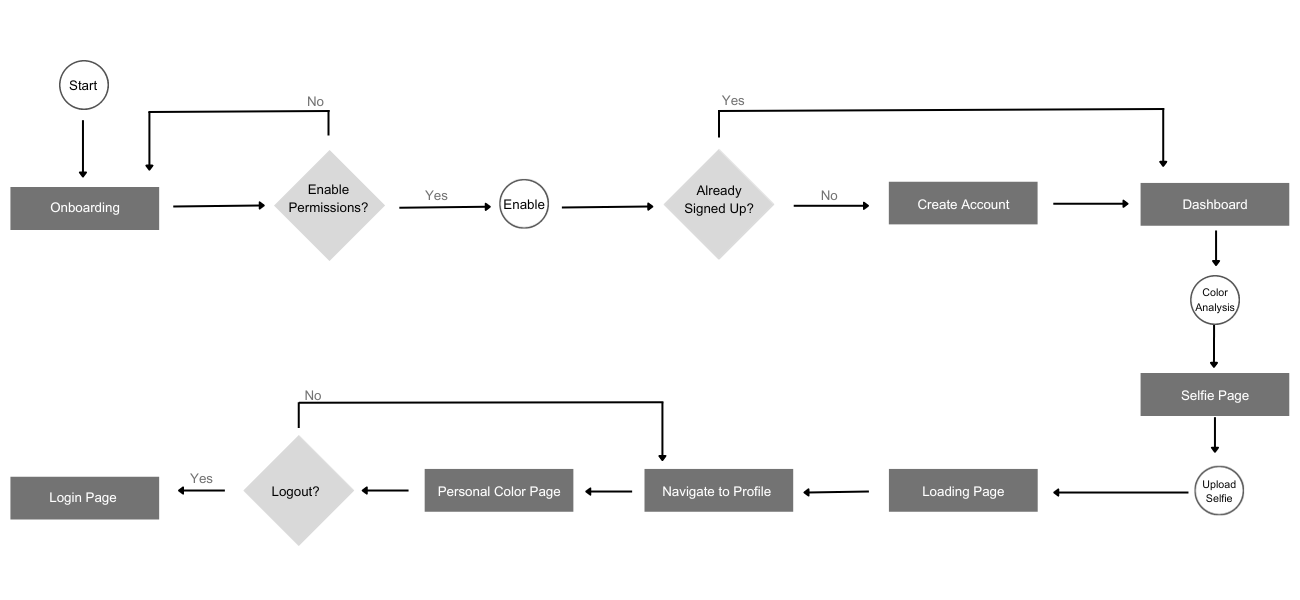 Start
No
Yes
Onboarding
Enable
Permissions?
Yes
Enable
Already
Signed Up?
No
Create Account
Dashboard
Color
Analysis
Selfie Page
Upload
Selfie
Loading Page
Navigate to Profile
Personal Color Page
No
Logout?
Yes
Login Page